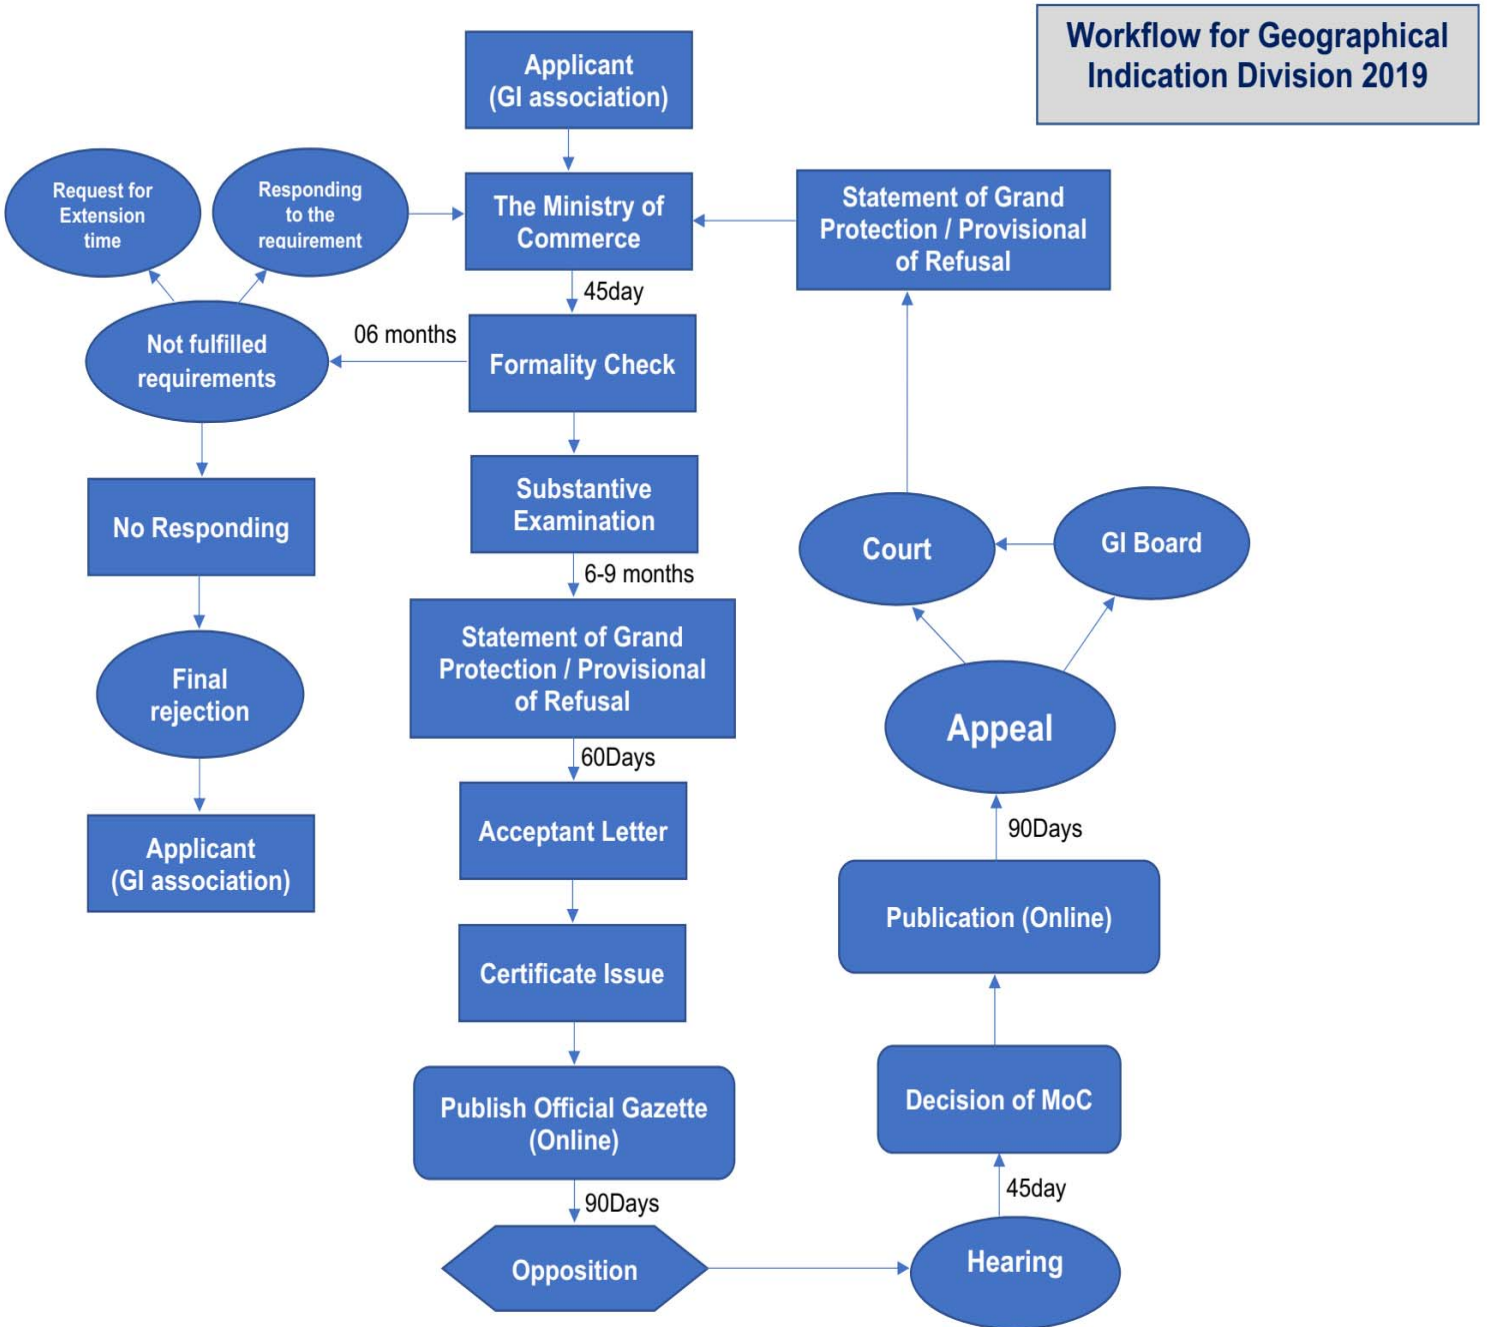 Workflow for Geographical
Indication Division 2019
Applicant
(GI association)
Request for
Extension
time
Responding
to the
requirement
The Ministry of
Commerce
Statement of Grand
Protection / Provisional
of Refusal
45day
06 months
Not fulfilled
requirements
Formality Check
No Responding
Substantive
Examination
Court
GI Board
6-9 months
Final
rejection
Statement of Grand
Protection / Provisional
of Refusal
Appeal
60Days
Applicant
(GI association)
Acceptant Letter
90Days
Publication (Online)
Certificate Issue
Publish Official Gazette
(Online)
Decision of MoC
90Days
45day
Opposition
Hearing